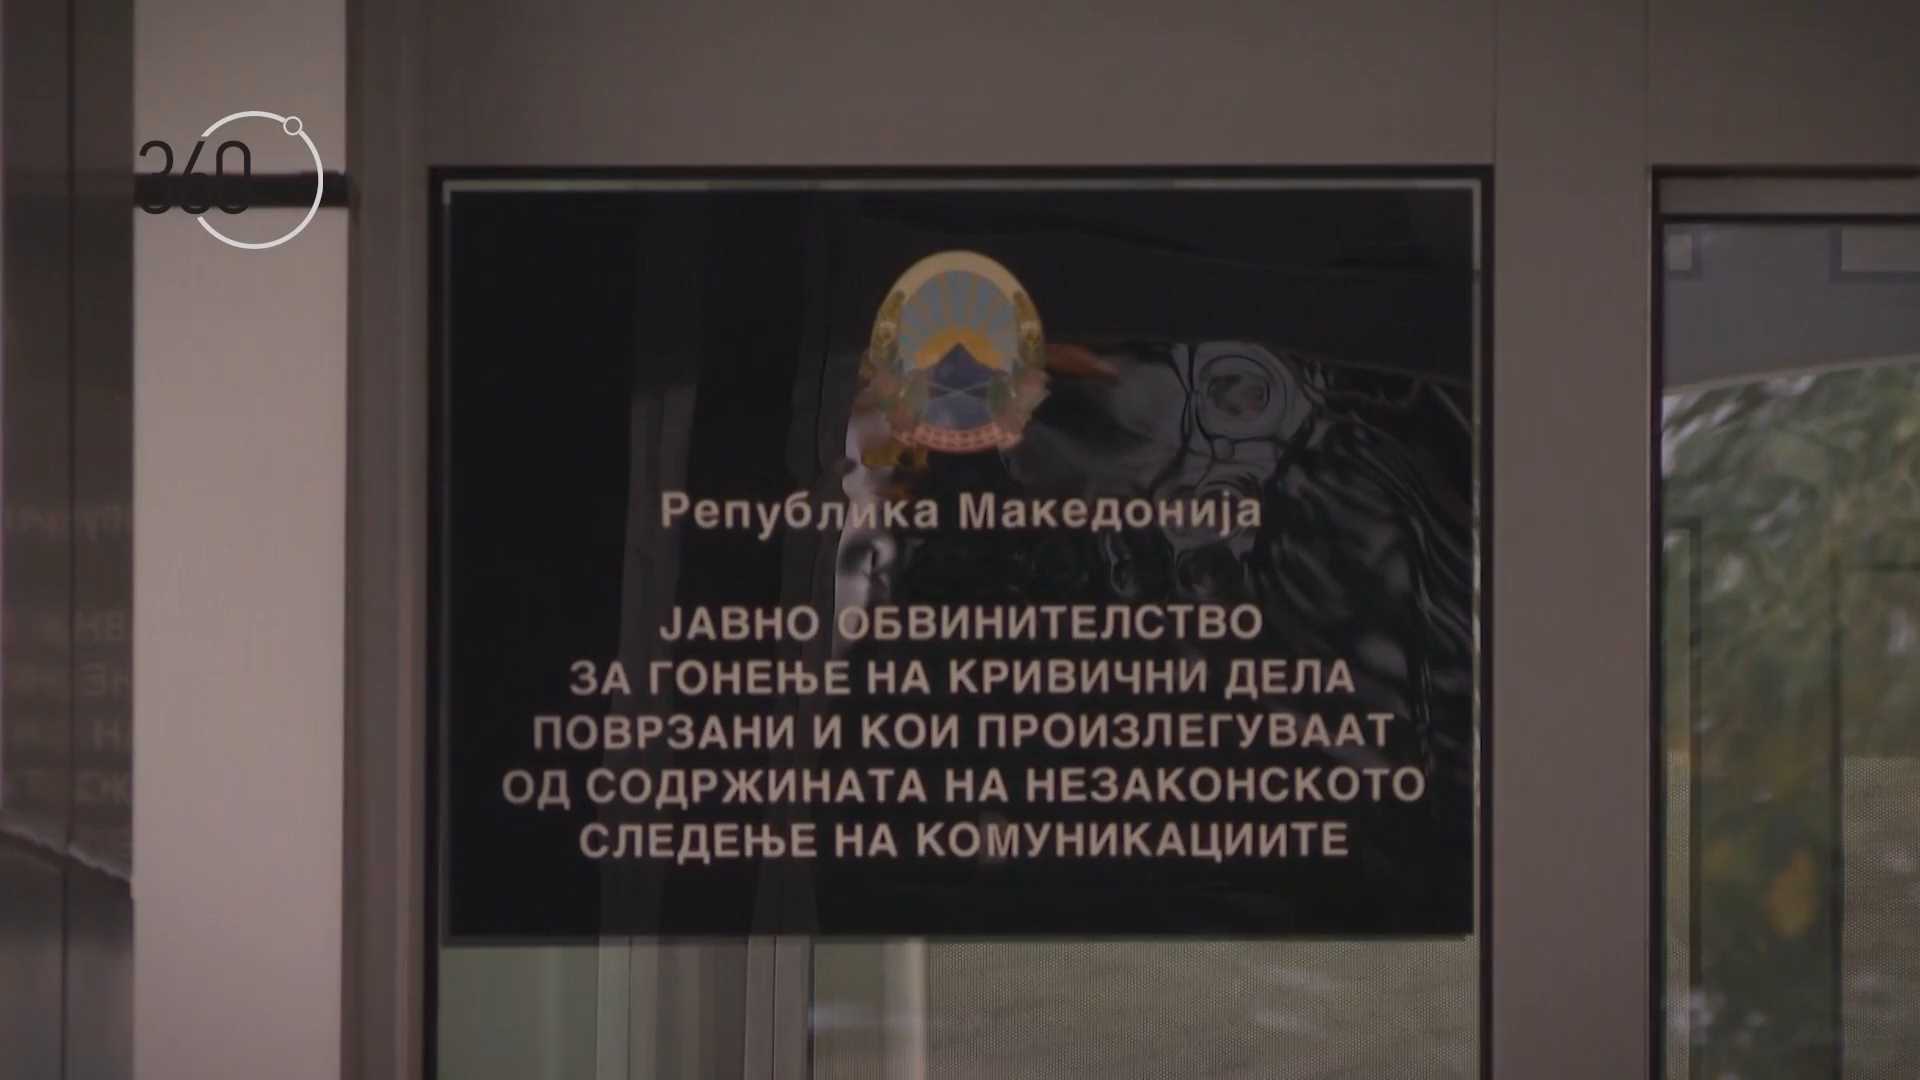 360
Република Македонија
ЈАВНО ОБВИНИТЕЛСТВО
ЗА ГОНЕЊЕ НА КРИВИЧНИ ДЕЛА
ПОВРЗАНИ И КОИ ПРОИЗЛЕГУВААТ
ОД СОДРЖИНАТА НА НЕЗАКОНСКОТО
СЛЕДЕЊЕ НА КОМУНИКАЦИИТЕ